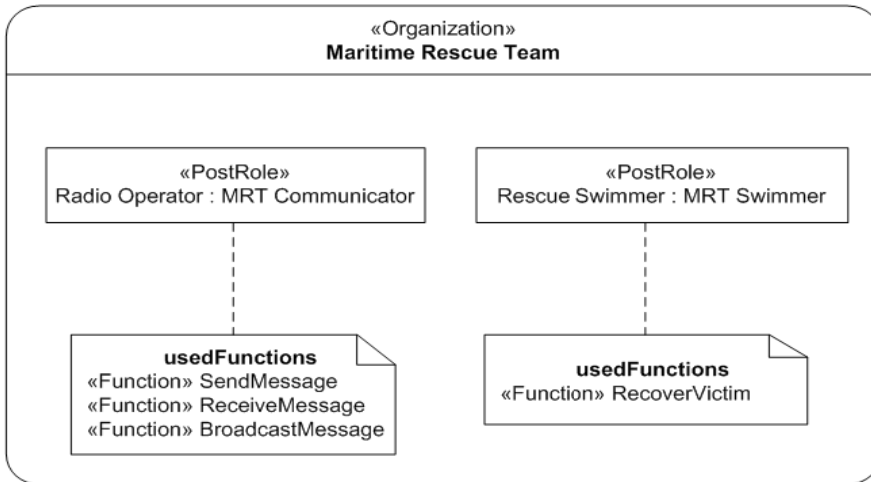 «Organization»
Maritime Rescue Team
«PostRole»
Radio Operator : MRT Communicator
«PostRole»
Rescue Swimmer : MRT Swimmer
usedFunctions
«Function» SendMessage
«Function» ReceiveMessage
«Function» BroadcastMessage
usedFunctions
«Function» RecoverVictim